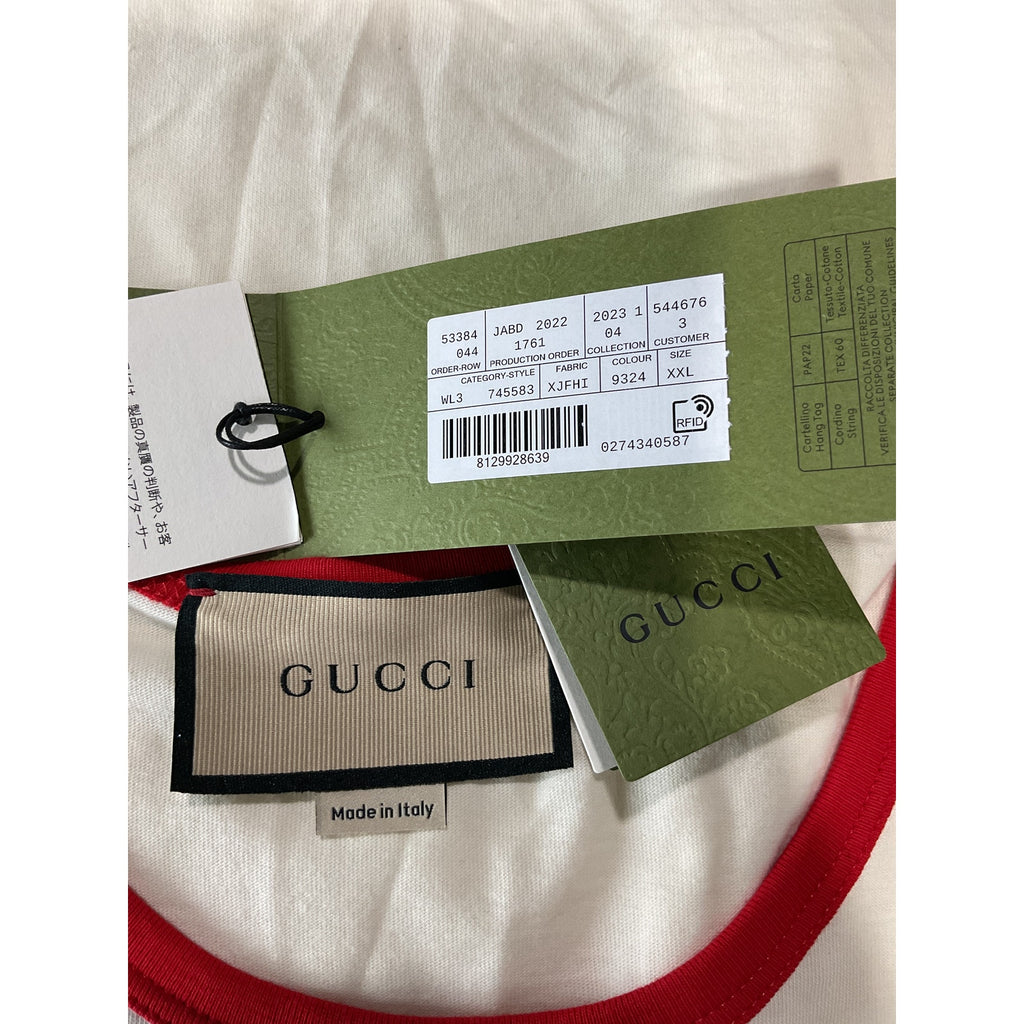 53384
044
ORDER-ROW
JABD 2022
1761
PRODUCTION ORDER
2023 1
04
COLLECTION
544676
3
CUSTOMER
CATEGORY-STYLE
WL3 745583
FABRIC
XJFHI
COLOUR
9324
SIZE
XXL
8129928639
0274340587
RFID
Carta
Paper
Tessuto-Cotone
Textile-Cotton
PAP22
TEX 60
Cartellino
Hang Tag
Cordino
String
RACCOLTA DIFFERENZIATA
VERIFICA LE DISPOSIZIONI DEL TUO COMUNE
SEPARATE COLLECTION
GUIDELINES
製品の真贋の判断や、お客
アフターサー
GUCCI
GUCCI
Made in Italy